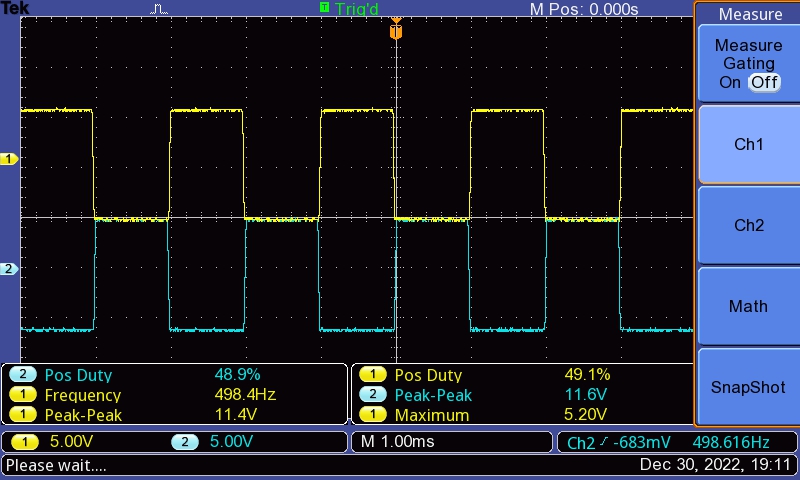 Tek T Trig'd M Pos: 0.000s
Measure
Measure
Gating
On Off
T
1
Ch1
Ch2
2
Math
SnapShot
2 Pos Duty 48.9%
1 Frequency 498.4Hz
1 Peak-Peak 11.4V
1 Pos Duty 49.1%
2 Peak-Peak 11.6V
1 Maximum 5.20V
1 5.00V 2 5.00V M 1.00ms Ch2 -683mV 498.616Hz
Please wait.... Dec 30, 2022, 19:11